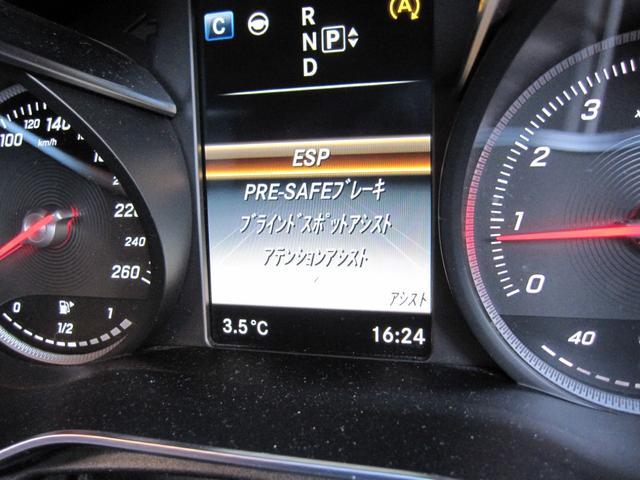 C
R
N P
D
A
ESP
PRE-SAFEブレーキ
ブラインドスポットアシスト
アテンションアシスト
アシスト
3.5°C 16:24
100 120 140
km/h
220
240
260
0 1/2 1
3
2
1
0
40
60